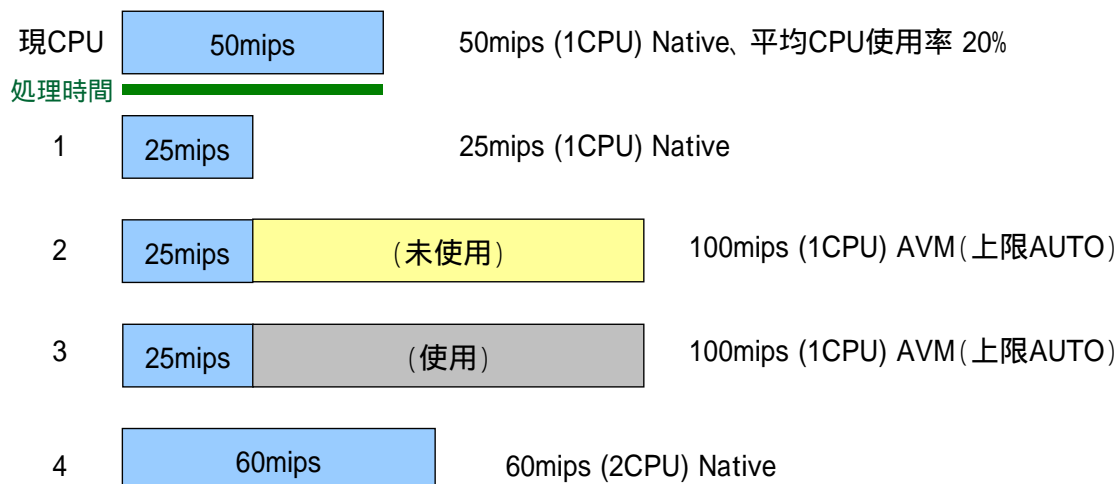 現CPU 50mips 50mips (1CPU) Native、平均CPU使用率 20%
処理時間
1 25mips 25mips (1CPU) Native
2 25mips (未使用) 100mips (1CPU) AVM(上限AUTO)
3 25mips (使用) 100mips (1CPU) AVM(上限AUTO)
4 60mips 60mips (2CPU) Native